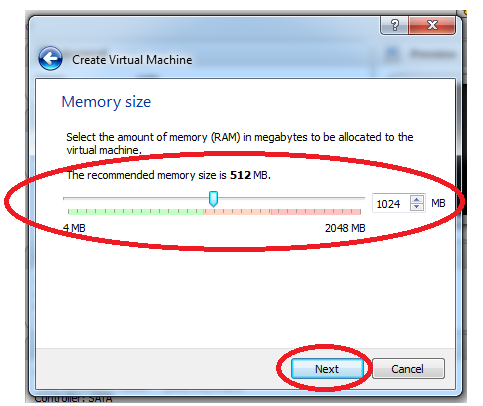 ?
X
Create Virtual Machine
Memory size
Select the amount of memory (RAM) in megabytes to be allocated to the
virtual machine.
The recommended memory size is 512 MB.
1024 MB
4 MB 2048 MB
Next Cancel
Controller: SATA